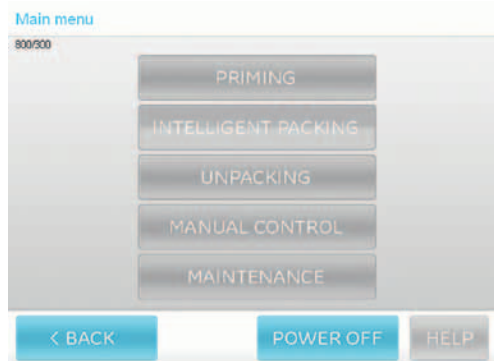 Main menu
800/300
PRIMING
INTELLIGENT PACKING
UNPACKING
MANUAL CONTROL
MAINTENANCE
< BACK POWER OFF HELP